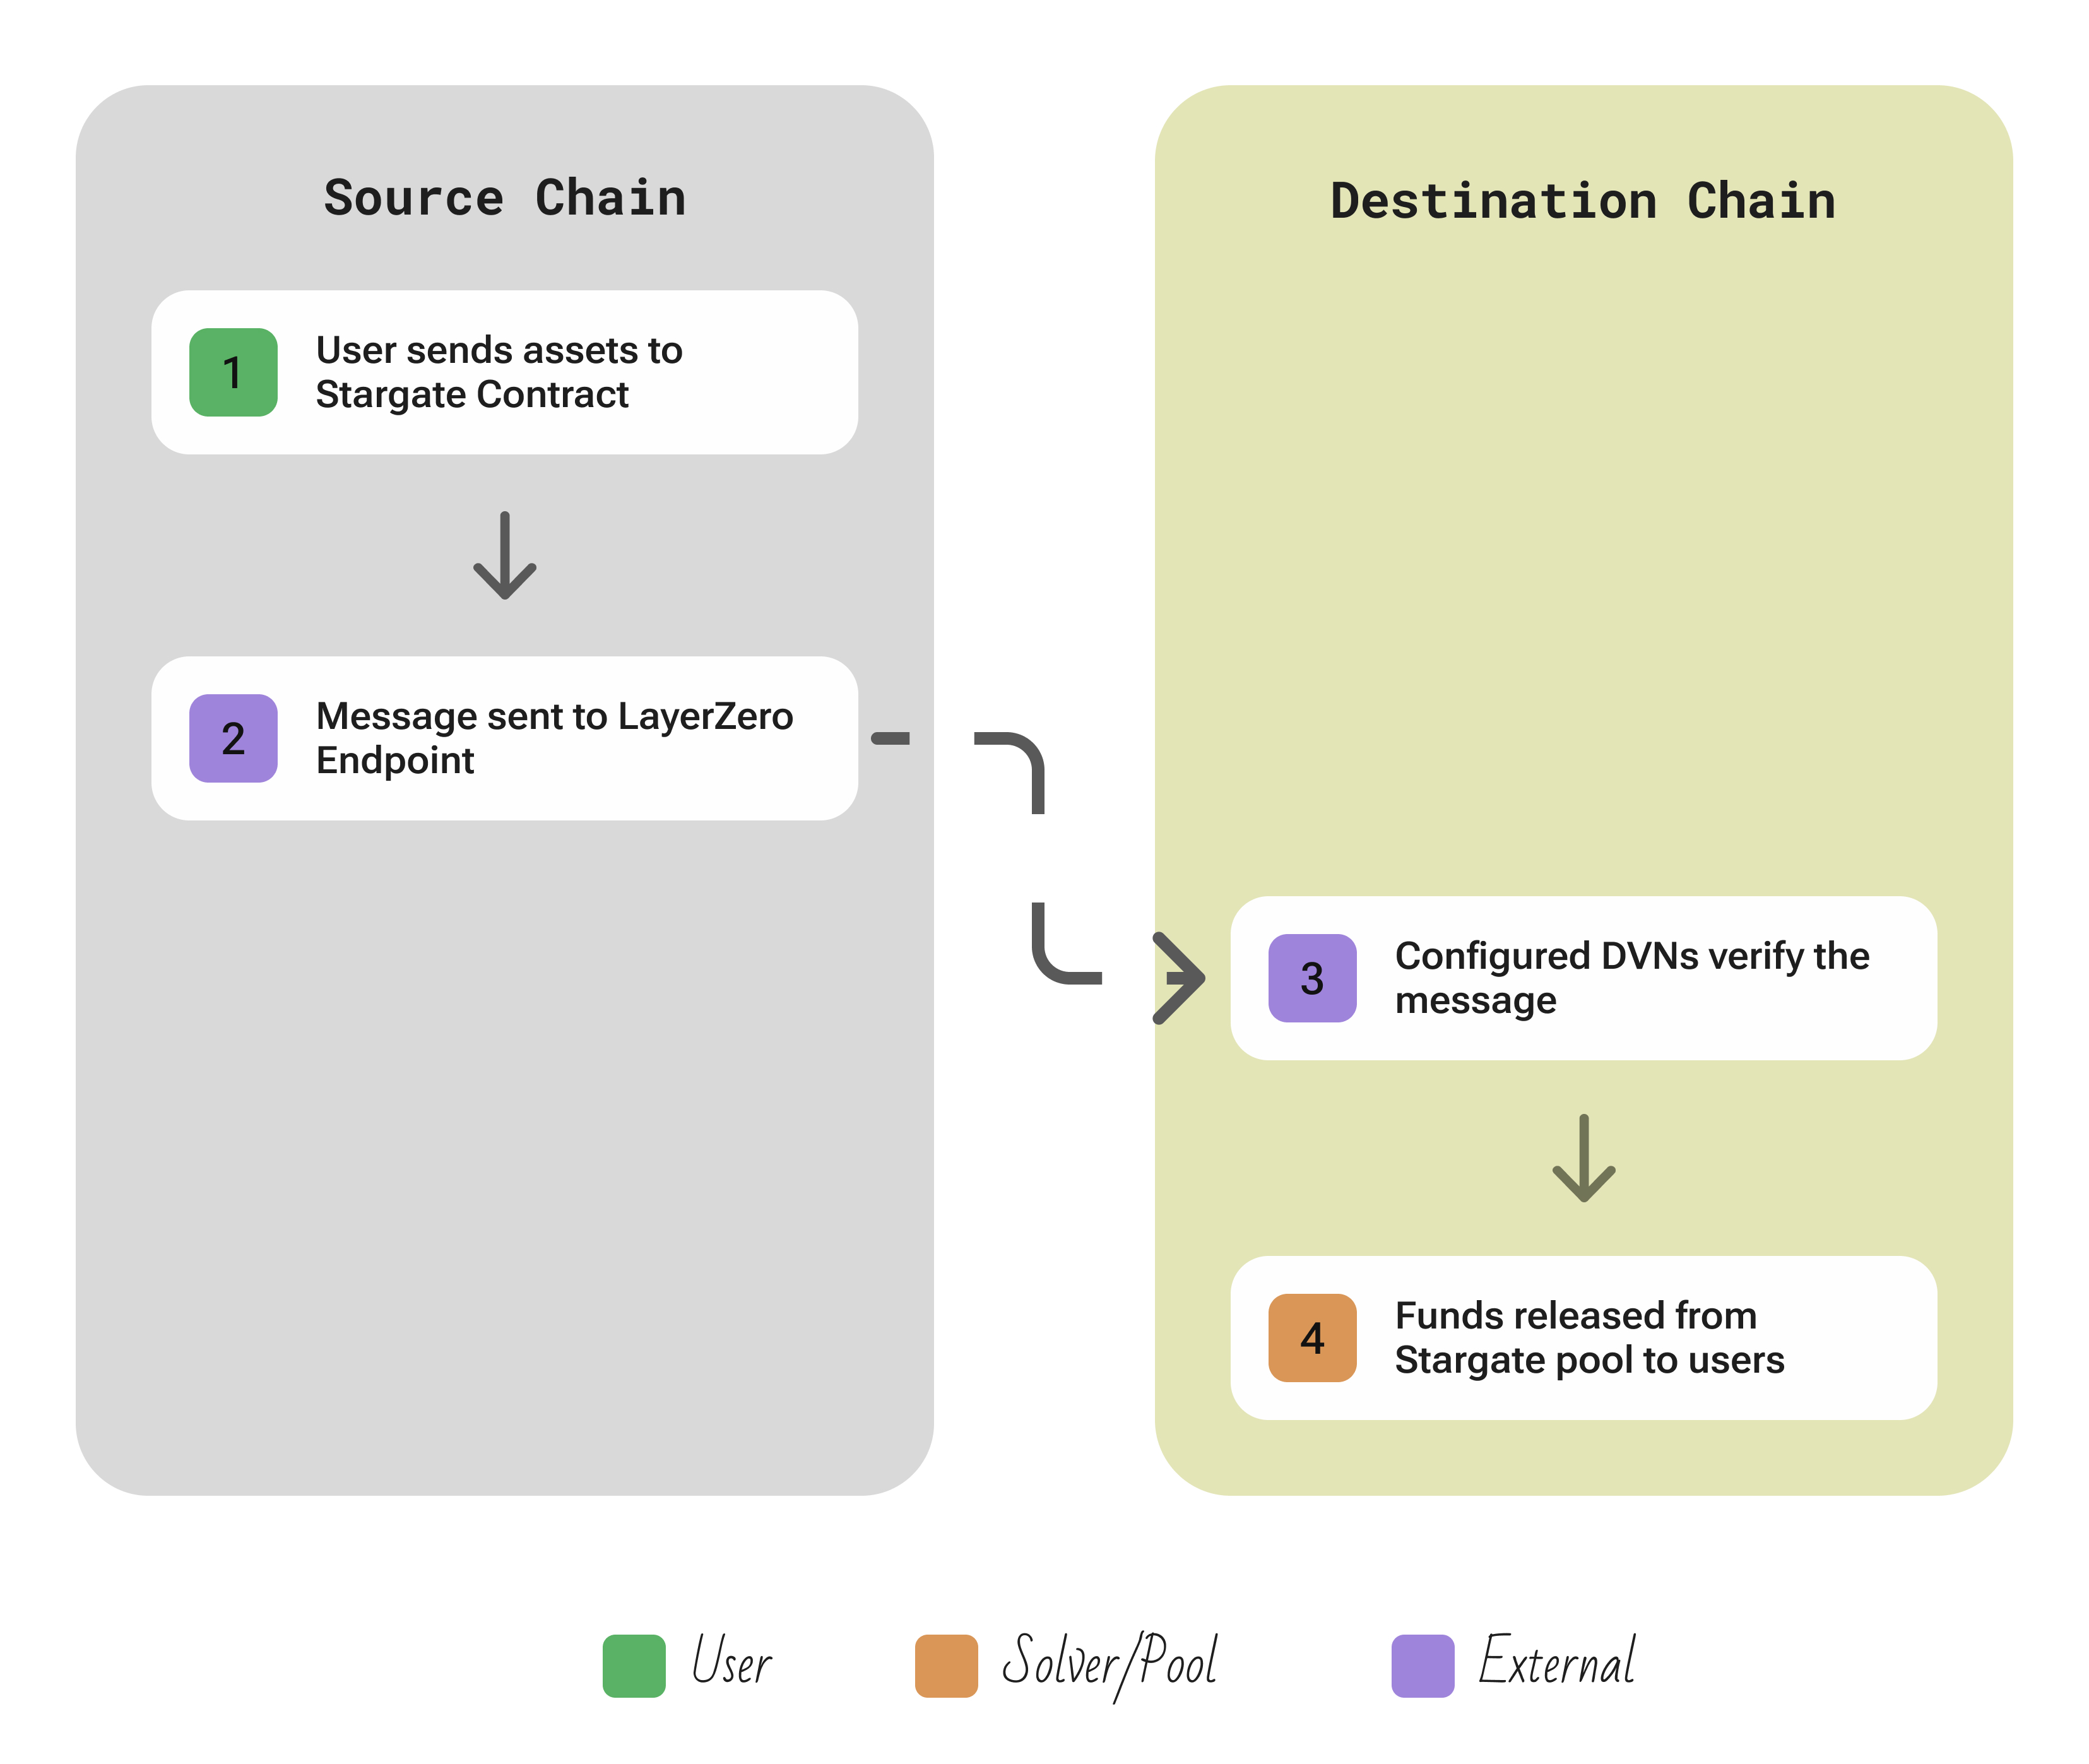 Source Chain
1
User sends assets to
Stargate Contract
2
Message sent to LayerZero
Endpoint
Destination Chain
3
Configured DVNs verify the
message
4
Funds released from
Stargate pool to users
User
Solver/Pool
External